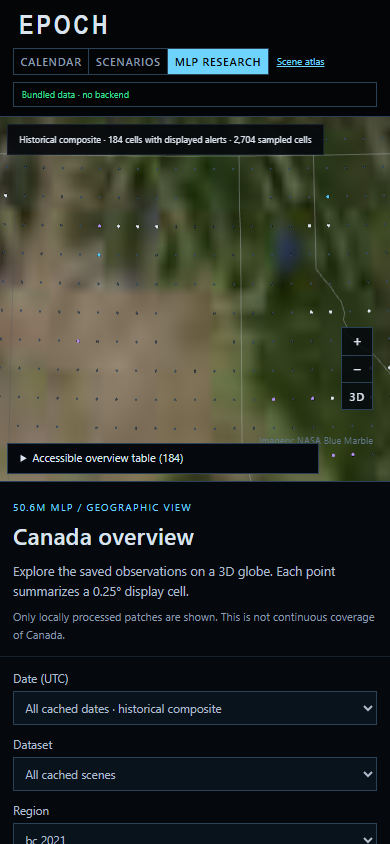 EPOCH
CALENDAR SCENARIOS MLP RESEARCH Scene atlas
Bundled data · no backend
Historical composite · 184 cells with displayed alerts · 2,704 sampled cells
+
−
3D
Imagery: NASA Blue Marble
▶ Accessible overview table (184)
50.6M MLP / GEOGRAPHIC VIEW
Canada overview
Explore the saved observations on a 3D globe. Each point
summarizes a 0.25° display cell.
Only locally processed patches are shown. This is not continuous coverage
of Canada.
Date (UTC)
All cached dates · historical composite
Dataset
All cached scenes
Region
bc 2021